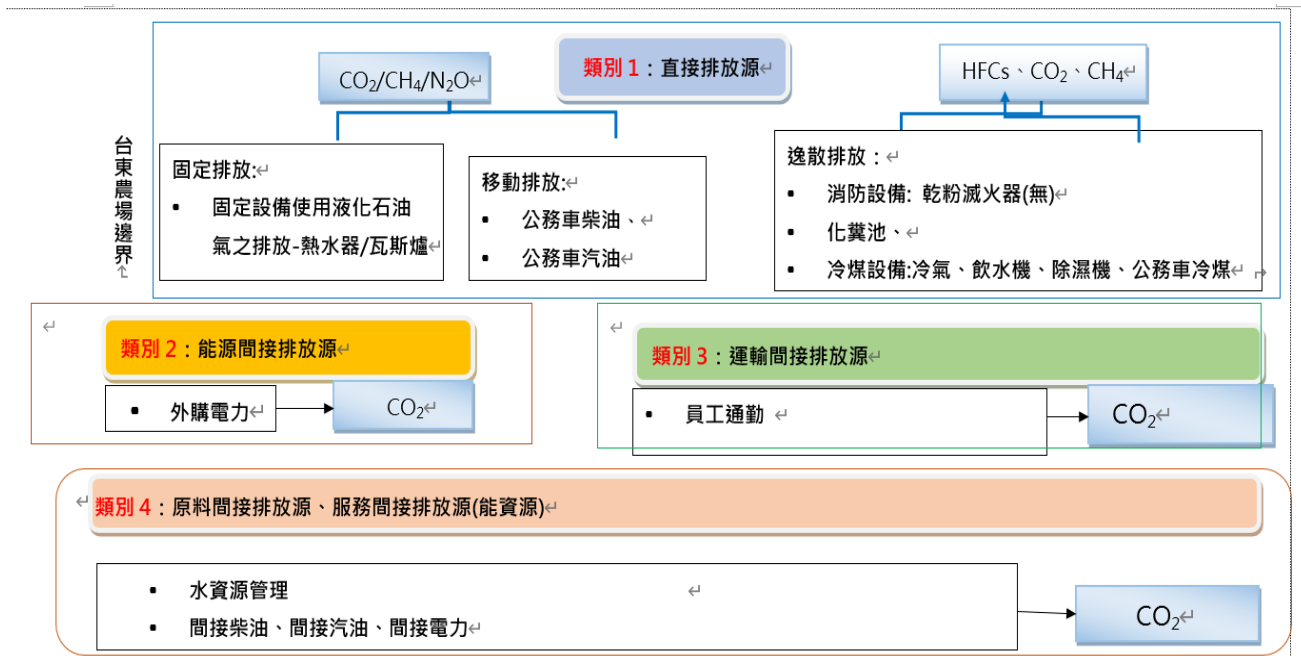 CO₂/CH₄/N₂O
類別 1：直接排放源
HFCs、CO₂、CH₄
台東農場邊界
固定排放:
▪ 固定設備使用液化石油
氣之排放-熱水器/瓦斯爐
移動排放:
▪ 公務車柴油、
▪ 公務車汽油
逸散排放：
▪ 消防設備: 乾粉滅火器(無)
▪ 化糞池、
▪ 冷煤設備:冷氣、飲水機、除濕機、公務車冷煤
類別 2：能源間接排放源
▪ 外購電力
CO₂
類別 3：運輸間接排放源
▪ 員工通勤
CO₂
類別 4：原料間接排放源、服務間接排放源(能資源)
▪ 水資源管理
▪ 間接柴油、間接汽油、間接電力
CO₂